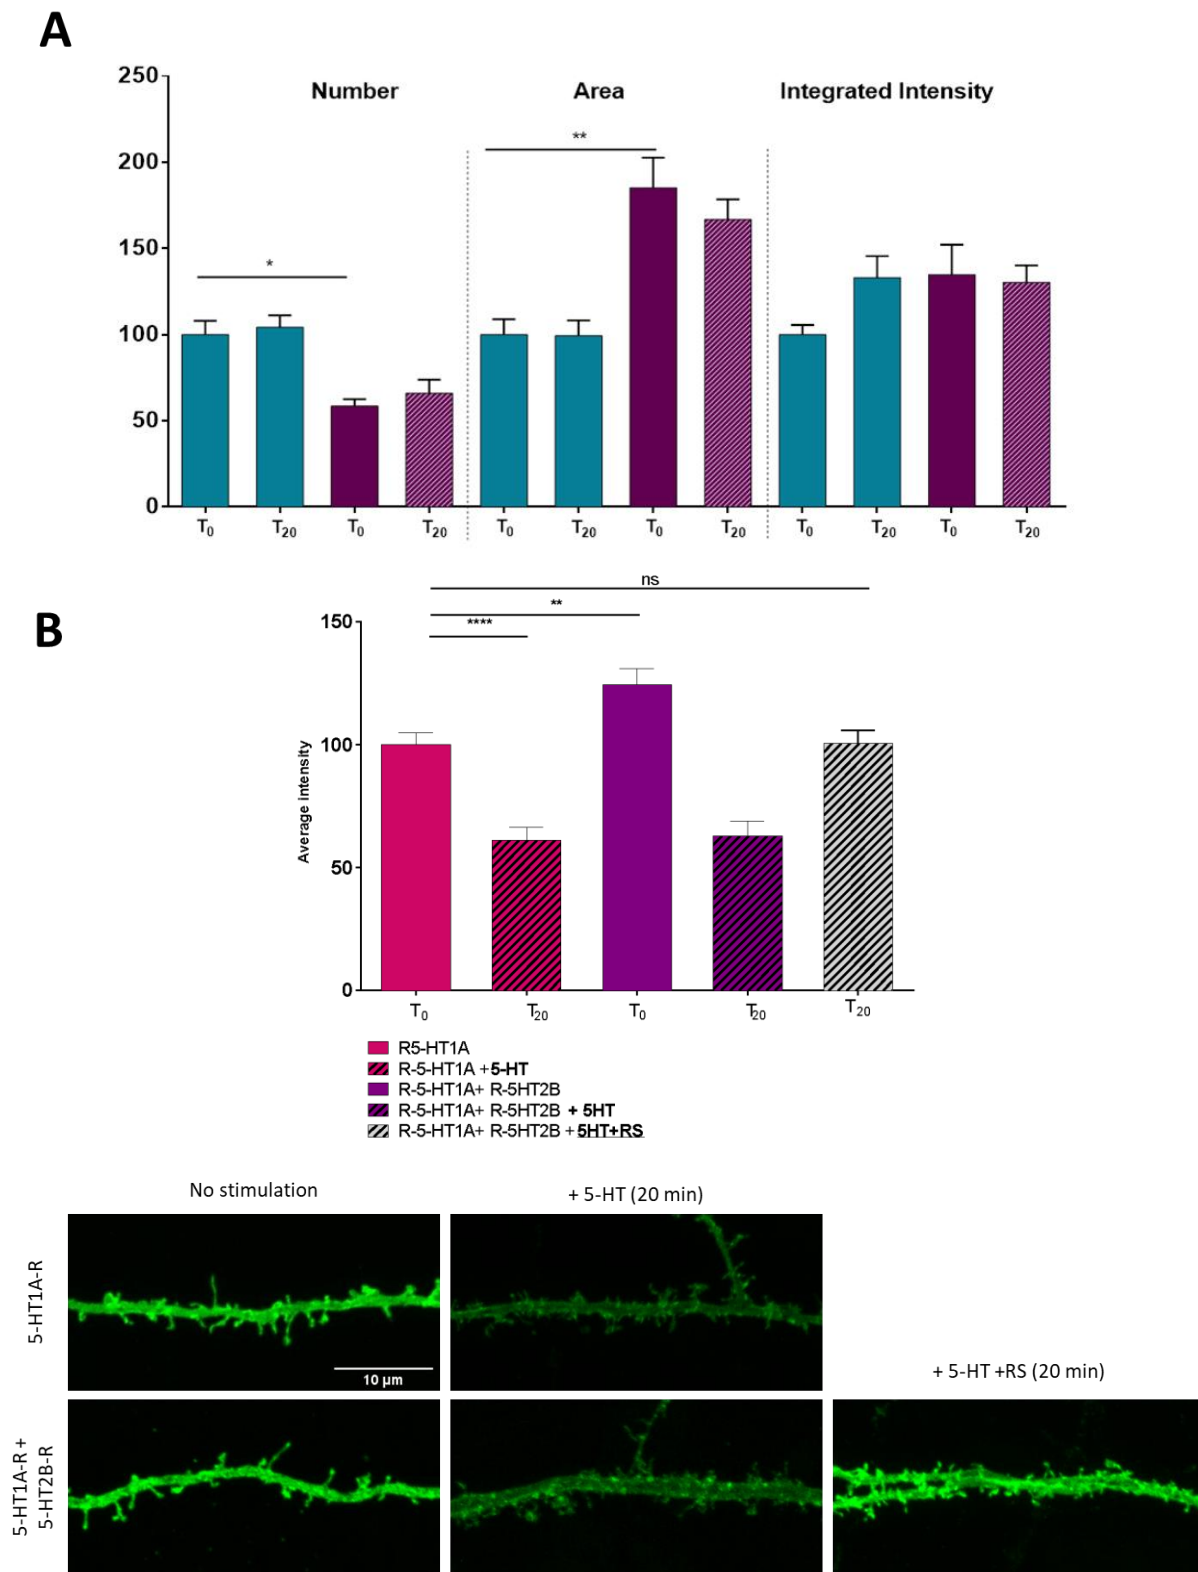 A
Number Area Integrated Intensity
250
200
150
100
50
0
*
**
T0 T20 T0 T20 T0 T20 T0 T20 T0 T20 T0 T20
B
ns
**
****
Average intensity
150
100
50
0
T0 T20 T0 T20 T20
R5-HT1A
R-5-HT1A +5-HT
R-5-HT1A+ R-5HT2B
R-5-HT1A+ R-5HT2B + 5HT
R-5-HT1A+ R-5HT2B +5HT+RS
No stimulation
+ 5-HT (20 min)
5-HT1A-R
10 µm
+ 5-HT +RS (20 min)
5-HT1A-R +
5-HT2B-R